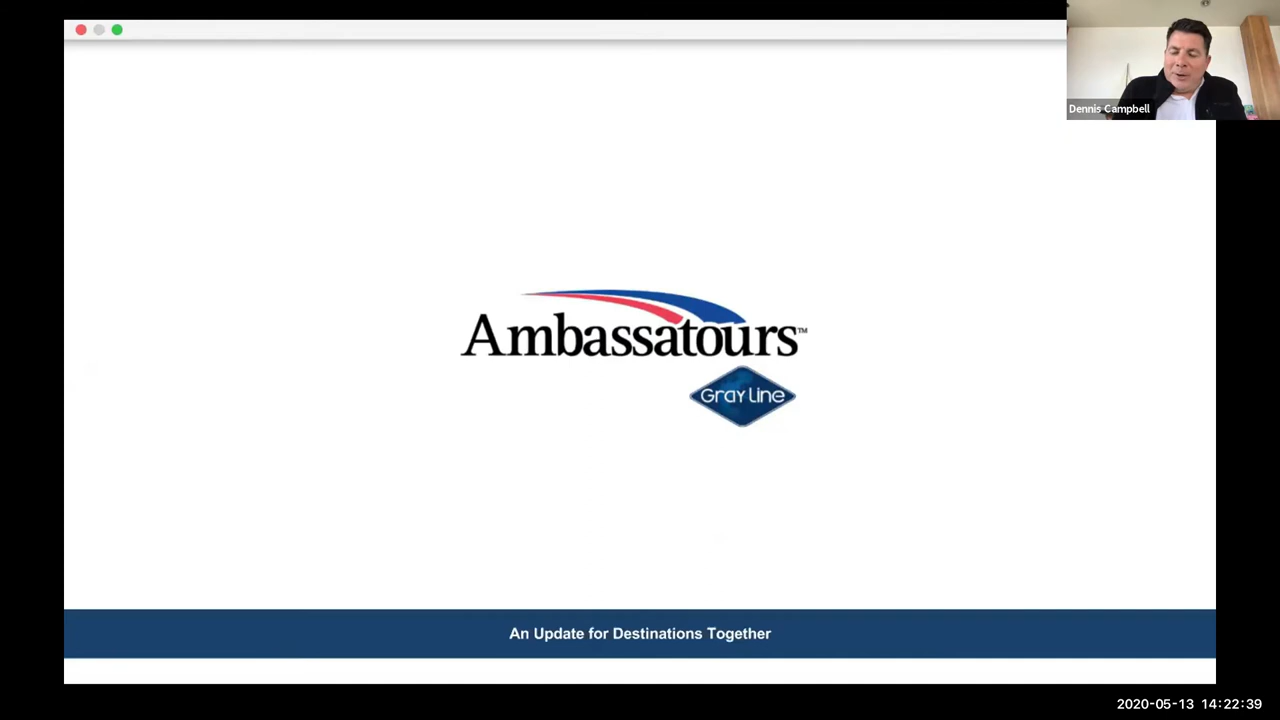 Dennis Campbell
Ambassatours™
Gray Line
An Update for Destinations Together
2020-05-13 14:22:39